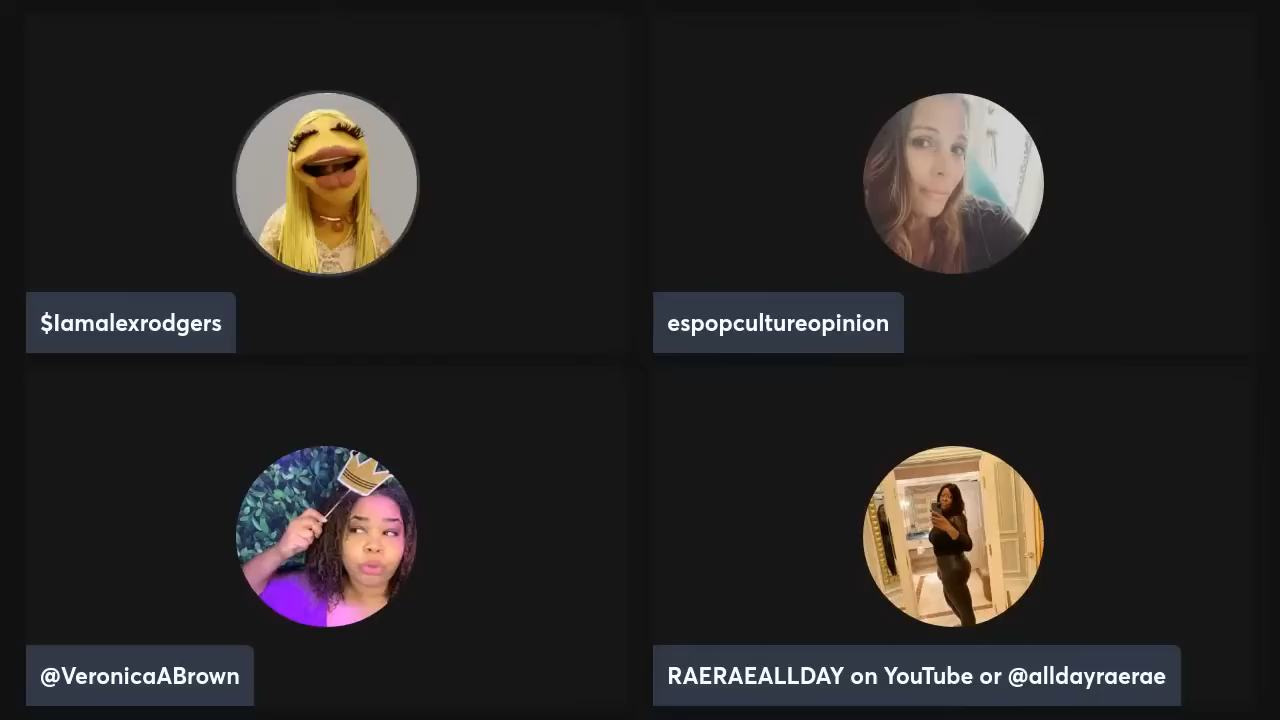 $Iamalexrodgers
espopcultureopinion
@VeronicaABrown
RAERAEALLDAY on YouTube or @alldayraerae